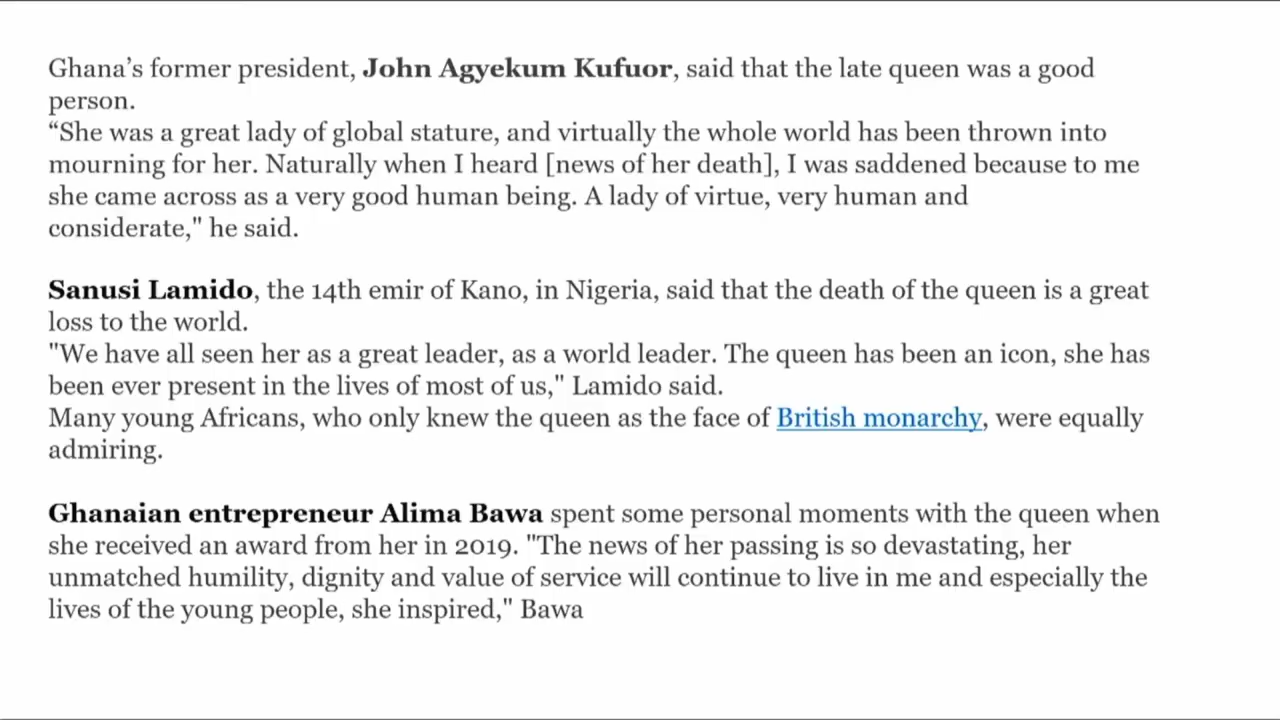 Ghana’s former president, John Agyekum Kufuor, said that the late queen was a good
person.
“She was a great lady of global stature, and virtually the whole world has been thrown into
mourning for her. Naturally when I heard [news of her death], I was saddened because to me
she came across as a very good human being. A lady of virtue, very human and
considerate," he said.
Sanusi Lamido, the 14th emir of Kano, in Nigeria, said that the death of the queen is a great
loss to the world.
"We have all seen her as a great leader, as a world leader. The queen has been an icon, she has
been ever present in the lives of most of us," Lamido said.
Many young Africans, who only knew the queen as the face of British monarchy, were equally
admiring.
Ghanaian entrepreneur Alima Bawa spent some personal moments with the queen when
she received an award from her in 2019. "The news of her passing is so devastating, her
unmatched humility, dignity and value of service will continue to live in me and especially the
lives of the young people, she inspired," Bawa